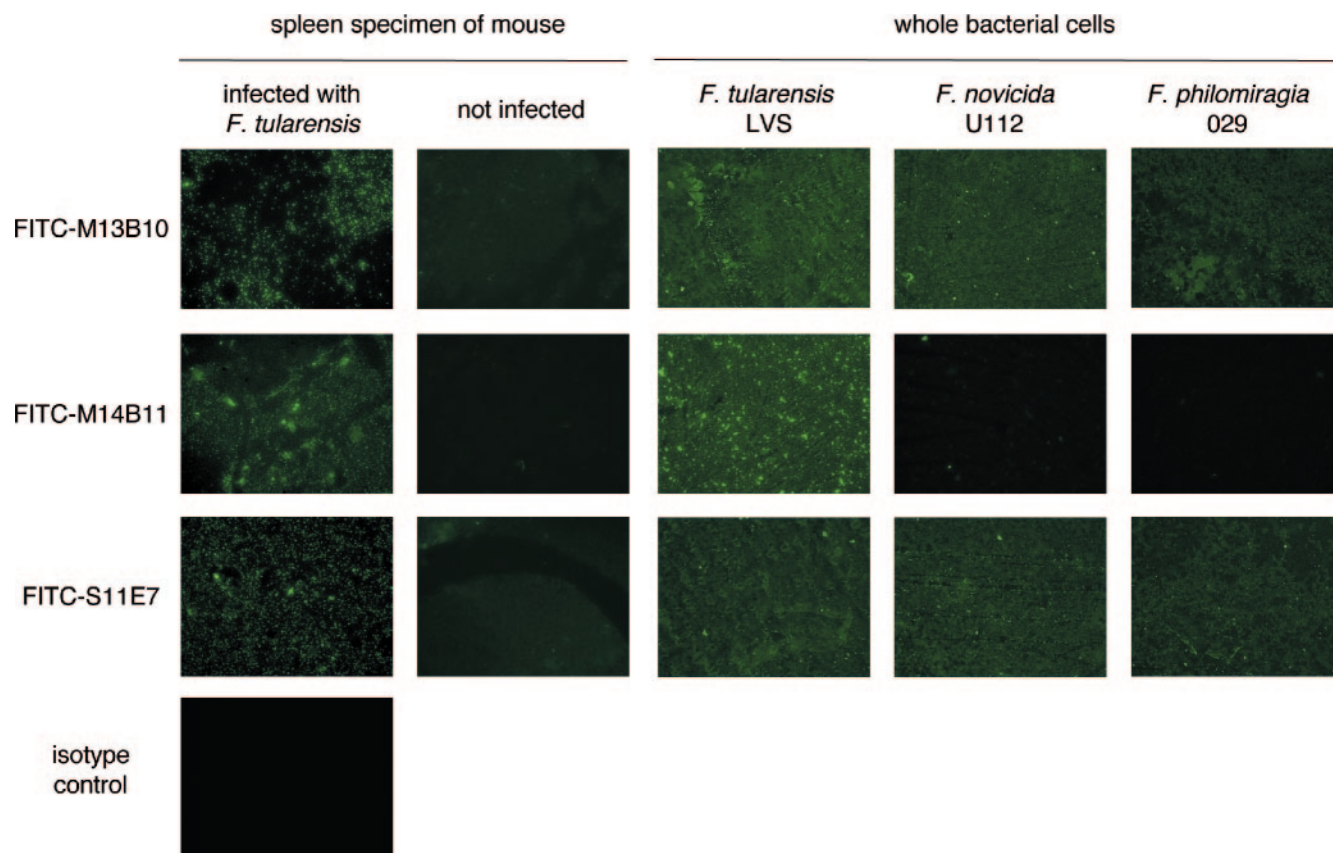 spleen specimen of mouse
whole bacterial cells
infected with
F. tularensis
not infected
F. tularensis
LVS
F. novicida
U112
F. philomiragia
029
FITC-M13B10
FITC-M14B11
FITC-S11E7
isotype
control